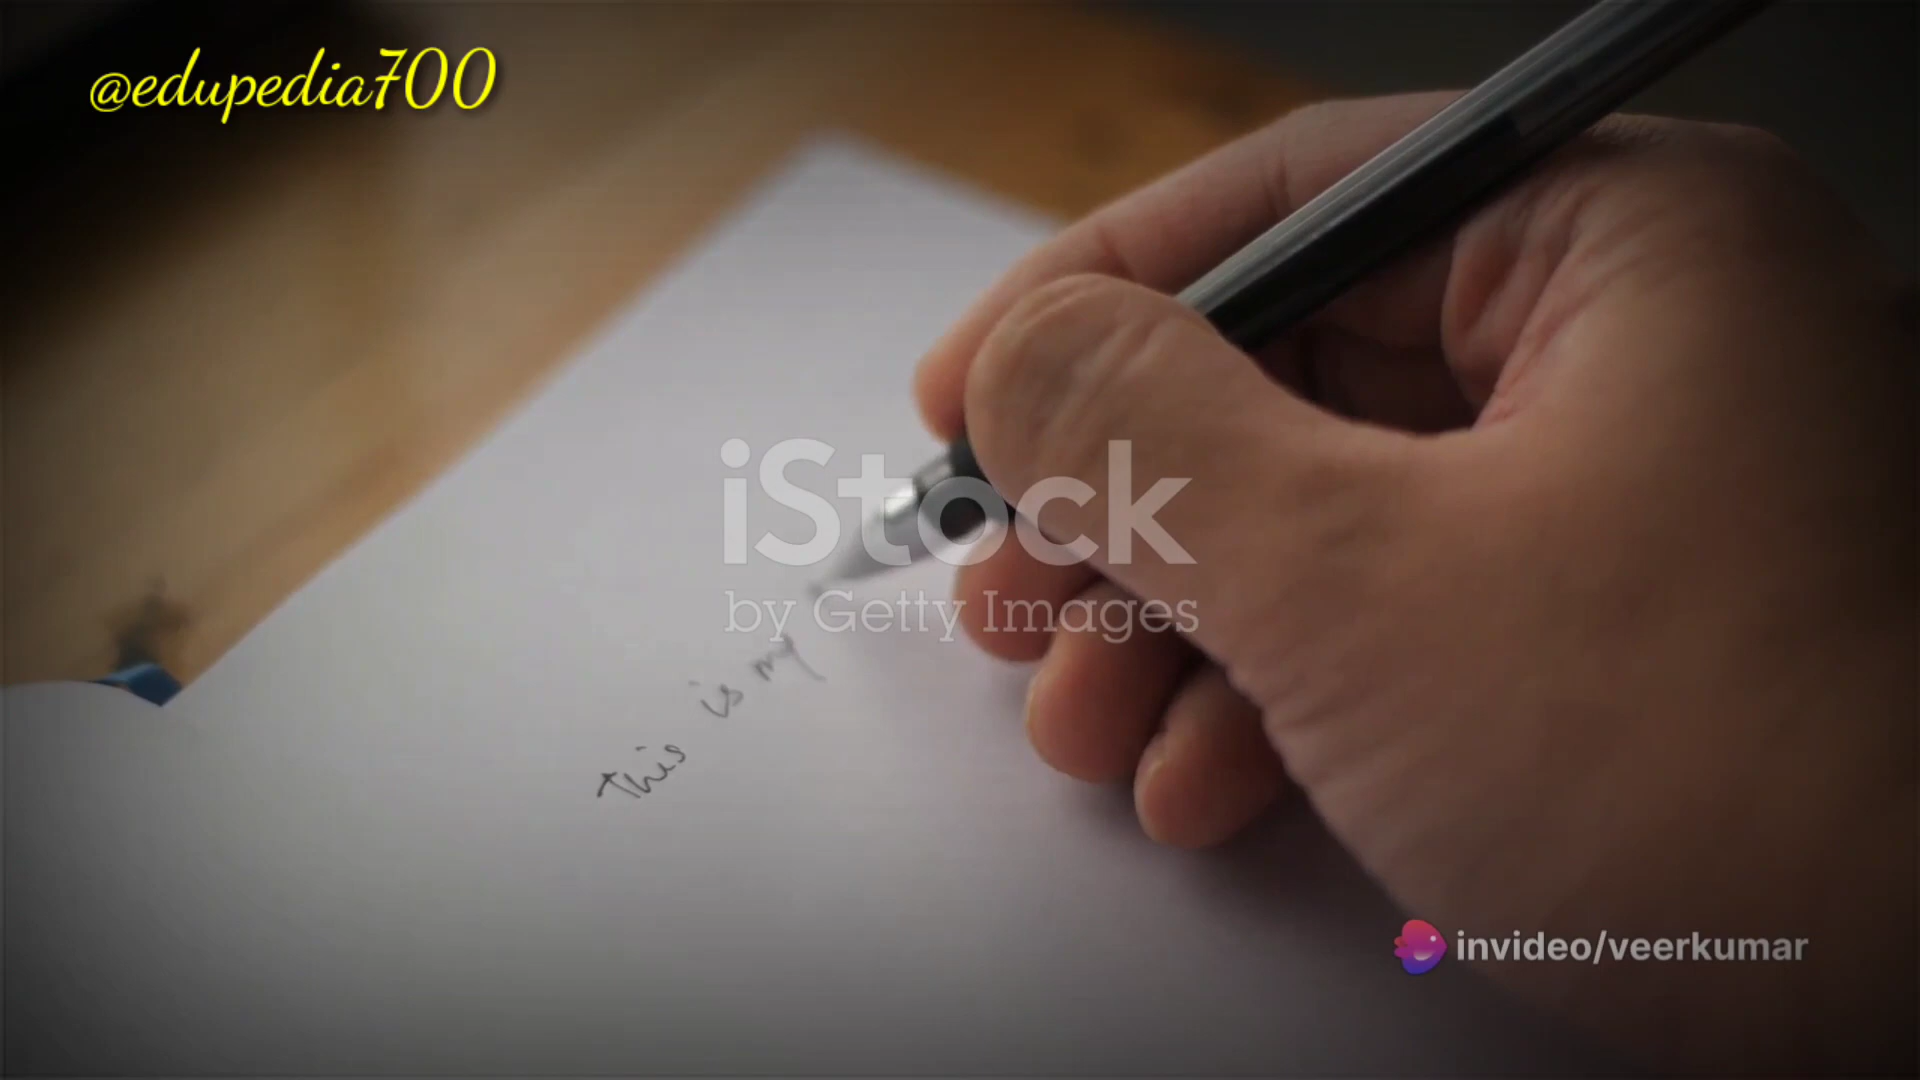 @edupedia700
iStock
by Getty Images
This is my
invideo/veerkumar